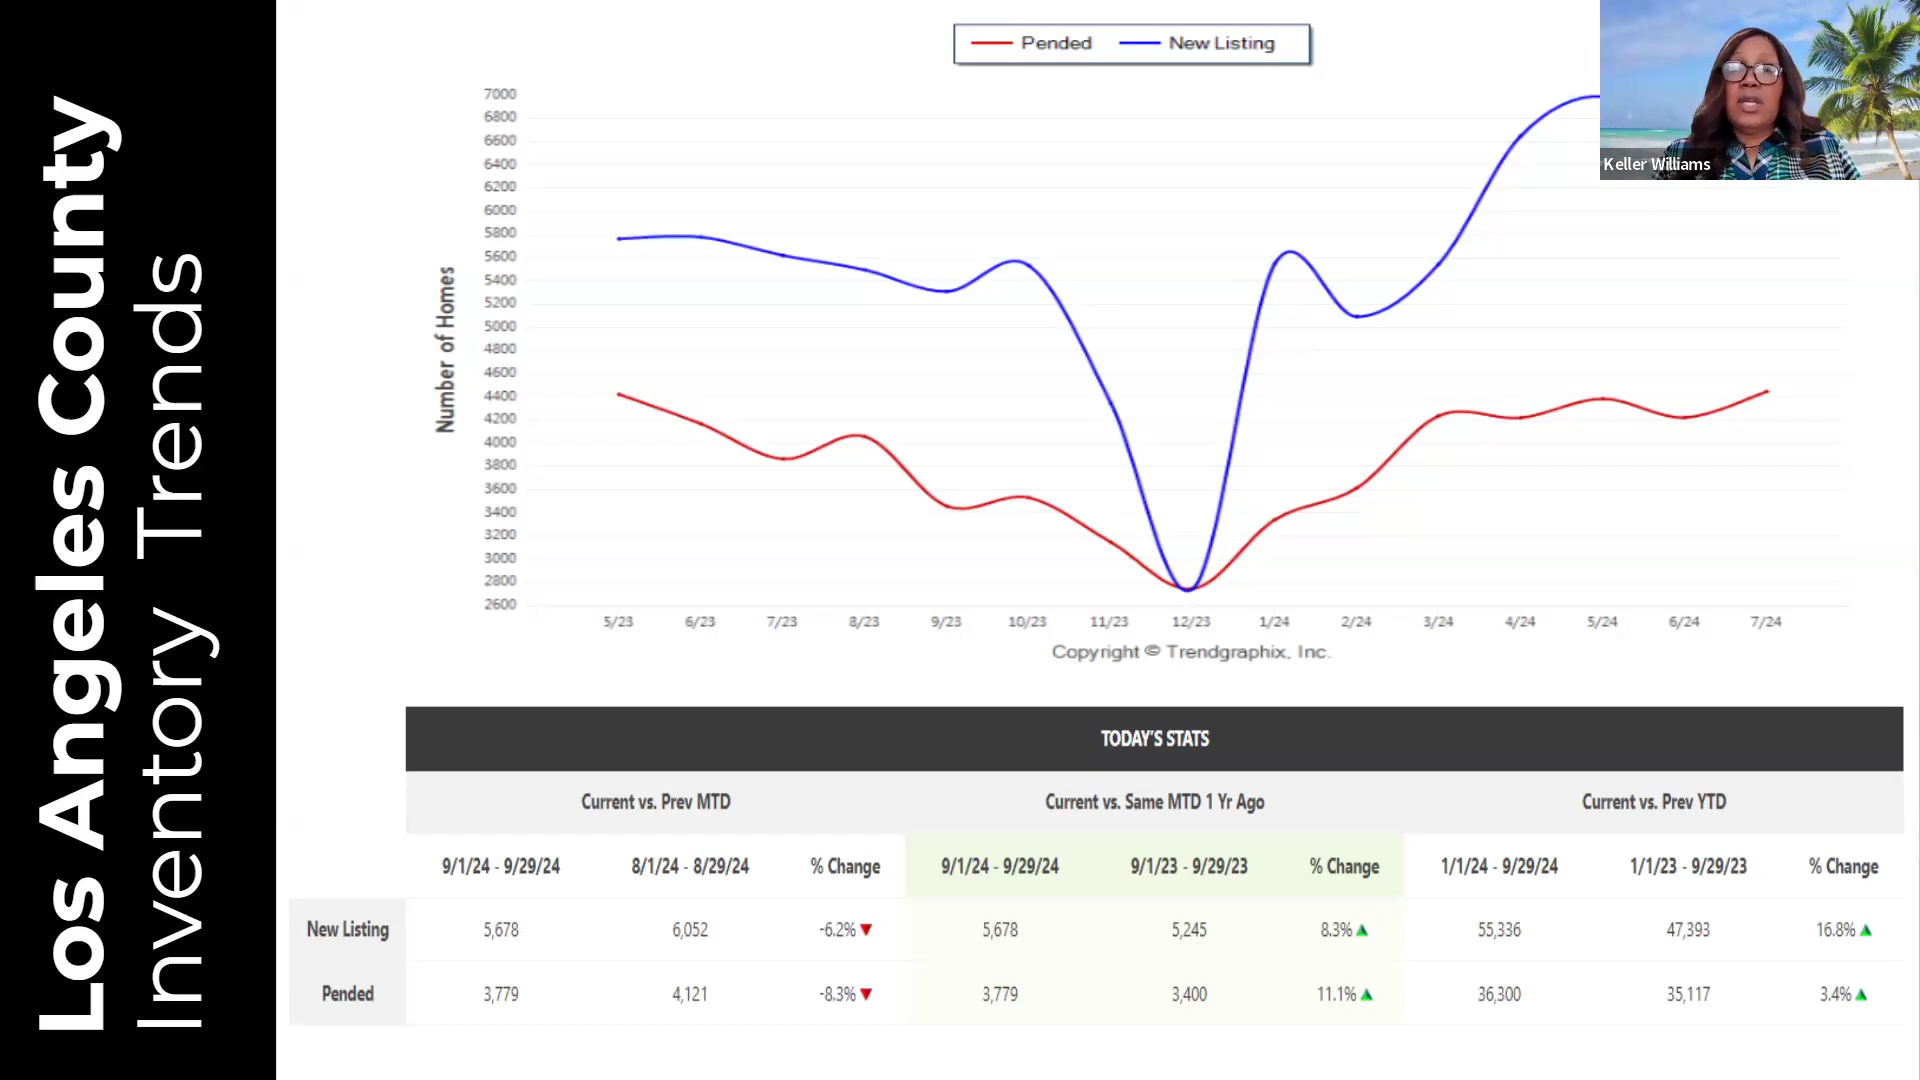 Los Angeles County
Inventory Trends
Pended New Listing
Keller Williams
Number of Homes
7000
6800
6600
6400
6200
6000
5800
5600
5400
5200
5000
4800
4600
4400
4200
4000
3800
3600
3400
3200
3000
2800
2600
5/23 6/23 7/23 8/23 9/23 10/23 11/23 12/23 1/24 2/24 3/24 4/24 5/24 6/24 7/24
Copyright © Trendgraphix, Inc.
TODAY'S STATS
Current vs. Prev MTD Current vs. Same MTD 1 Yr Ago Current vs. Prev YTD
9/1/24 - 9/29/24 8/1/24 - 8/29/24 % Change 9/1/24 - 9/29/24 9/1/23 - 9/29/23 % Change 1/1/24 - 9/29/24 1/1/23 - 9/29/23 % Change
New Listing 5,678 6,052 -6.2% 5,678 5,245 8.3% 55,336 47,393 16.8%
Pended 3,779 4,121 -8.3% 3,779 3,400 11.1% 36,300 35,117 3.4%